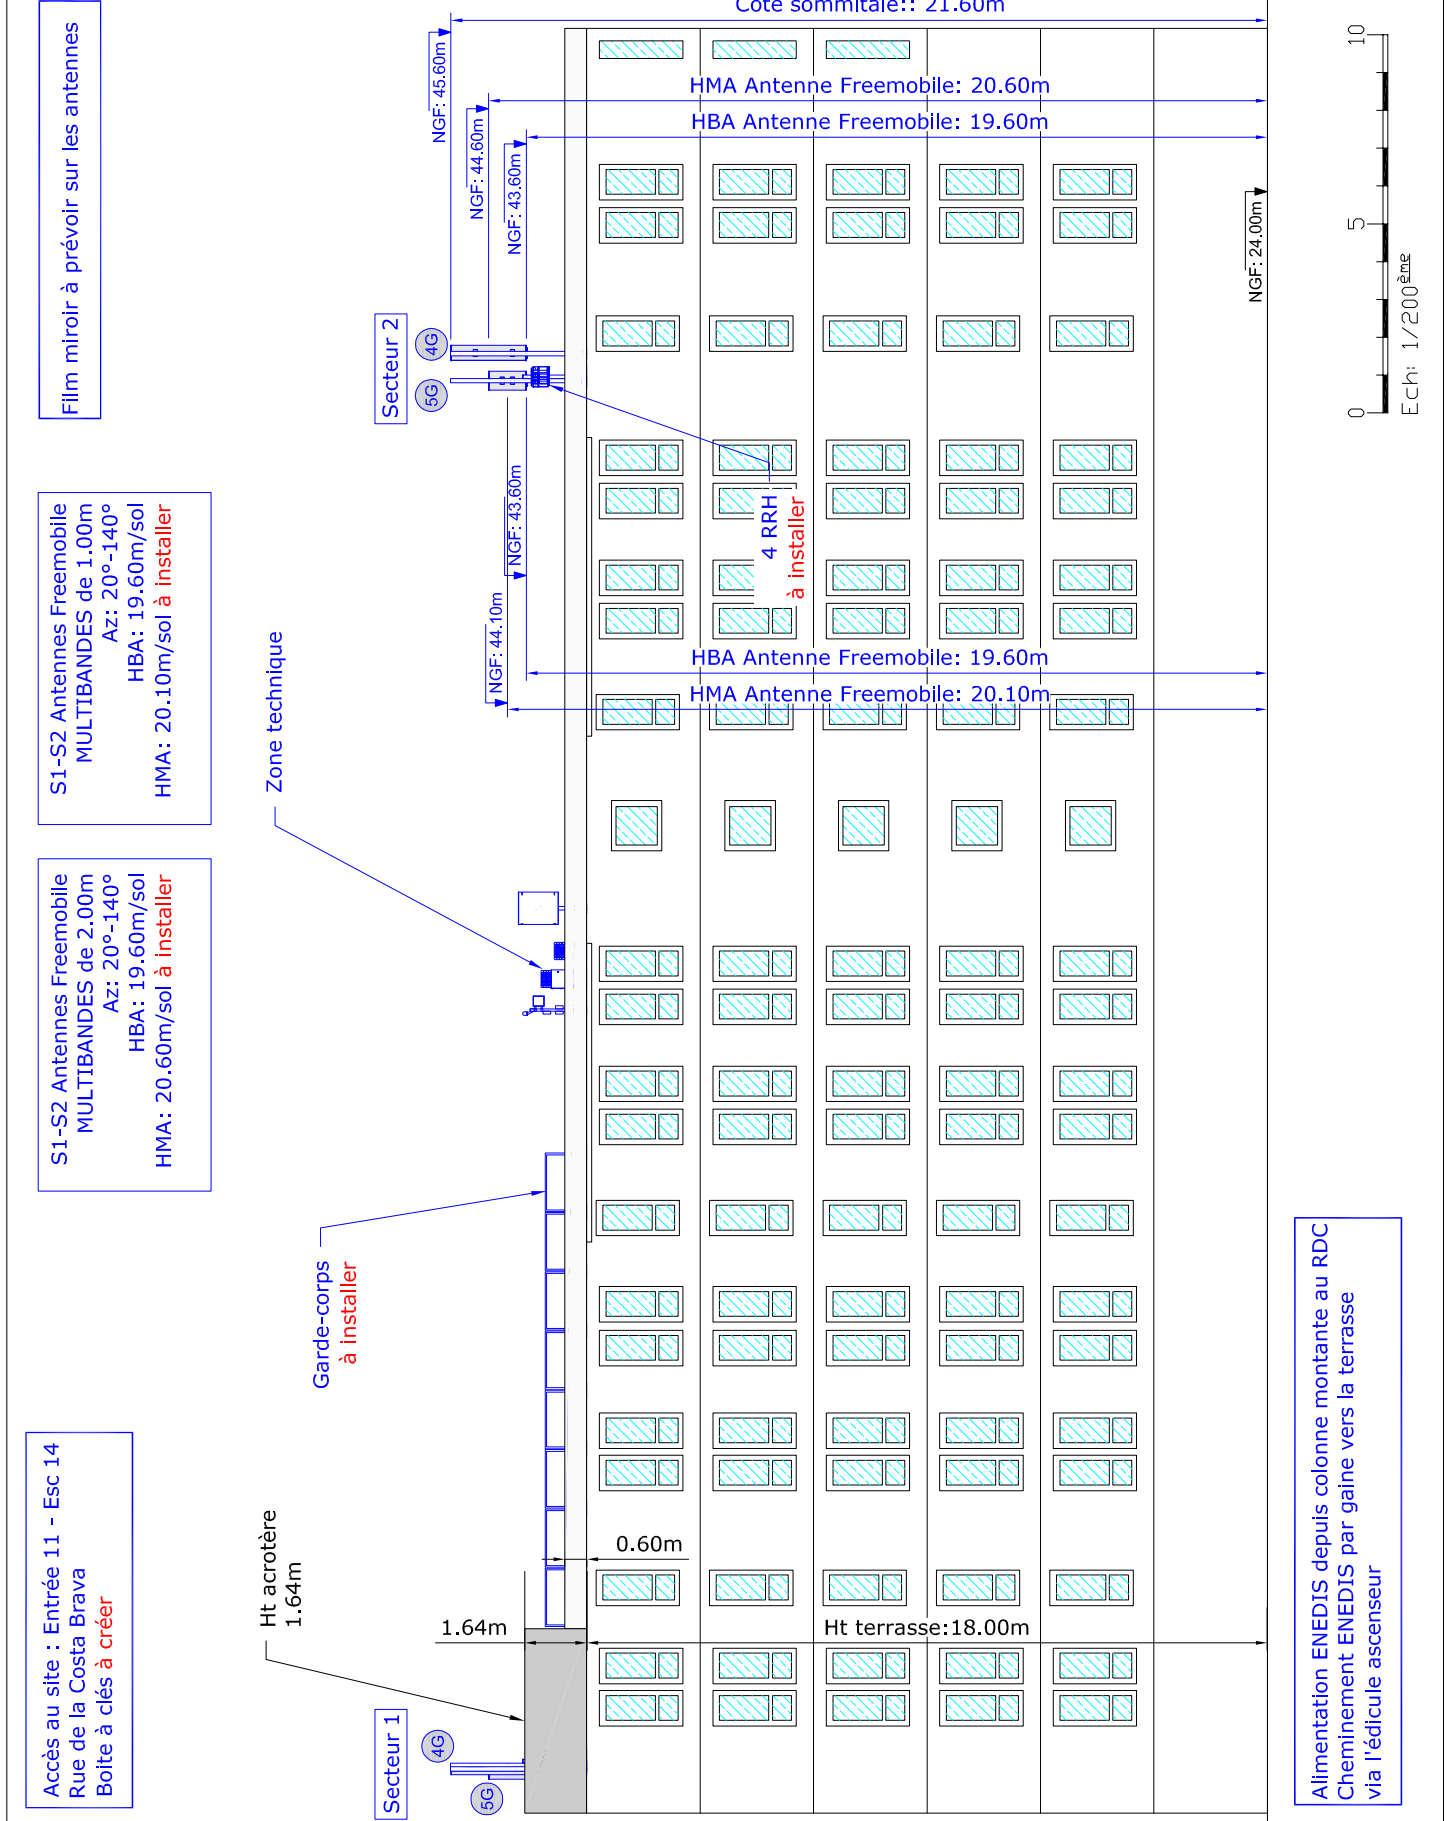 Accès au site : Entrée 11 - Esc 14
Rue de la Costa Brava
Boite à clés à créer
S1-S2 Antennes Freemobile
MULTIBANDES de 2.00m
Az: 20°-140°
HBA: 19.60m/sol
HMA: 20.60m/sol à installer
S1-S2 Antennes Freemobile
MULTIBANDES de 1.00m
Az: 20°-140°
HBA: 19.60m/sol
HMA: 20.10m/sol à installer
Film miroir à prévoir sur les antennes
Ht acrotère
1.64m
Garde-corps
à installer
Zone technique
Secteur 1
4G
5G
Secteur 2
5G
4G
NGF: 45.60m
NGF: 44.60m
NGF: 43.60m
NGF: 44.10m
NGF: 43.60m
1.64m
0.60m
Ht terrasse:18.00m
4 RRH
à installer
HBA Antenne Freemobile: 19.60m
HMA Antenne Freemobile: 20.10m
Cote sommitale:: 21.60m
HMA Antenne Freemobile: 20.60m
HBA Antenne Freemobile: 19.60m
NGF: 24.00m
Alimentation ENEDIS depuis colonne montante au RDC
Cheminement ENEDIS par gaine vers la terrasse
via l'édicule ascenseur
0 5 10
Ech: 1/200ème